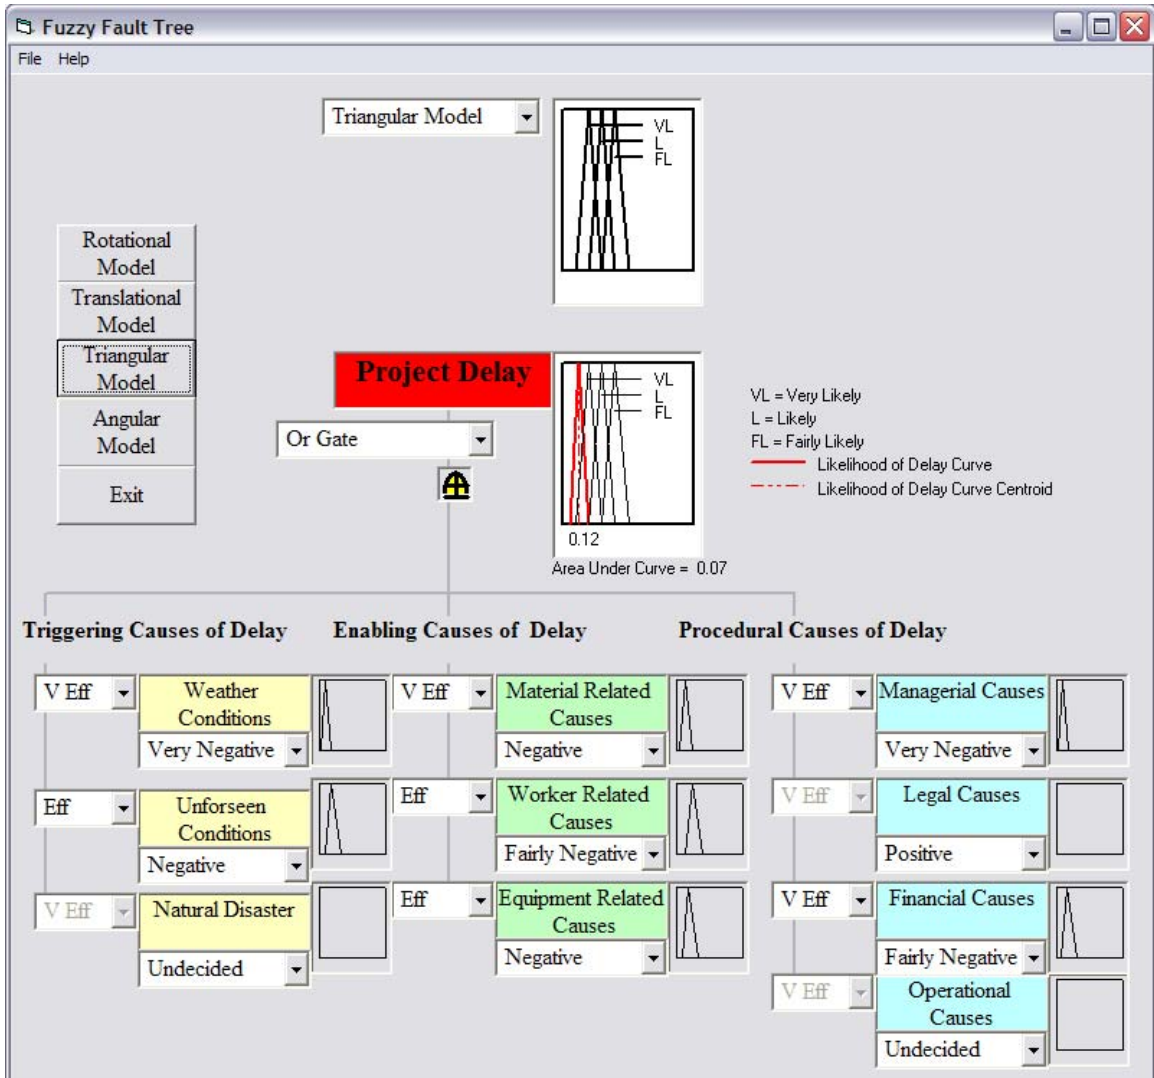 Fuzzy Fault Tree
File Help
Triangular Model
VL
L
FL
Rotational
Model
Translational
Model
Triangular
Model
Angular
Model
Exit
Project Delay
Or Gate
VL
L
FL
0.12
Area Under Curve = 0.07
VL = Very Likely
L = Likely
FL = Fairly Likely
Likelihood of Delay Curve
Likelihood of Delay Curve Centroid
Triggering Causes of Delay
V Eff
Weather
Conditions
Very Negative
Eff
Unforseen
Conditions
Negative
V Eff
Natural Disaster
Undecided
Enabling Causes of Delay
V Eff
Material Related
Causes
Negative
Eff
Worker Related
Causes
Fairly Negative
Eff
Equipment Related
Causes
Negative
Procedural Causes of Delay
V Eff
Managerial Causes
Very Negative
V Eff
Legal Causes
Positive
V Eff
Financial Causes
Fairly Negative
V Eff
Operational
Causes
Undecided